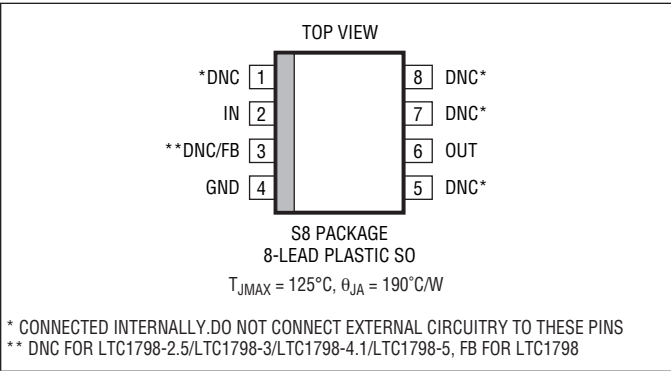 TOP VIEW
*DNC 1 8 DNC*
IN 2 7 DNC*
**DNC/FB 3 6 OUT
GND 4 5 DNC*
S8 PACKAGE
8-LEAD PLASTIC SO
TJMAX = 125°C, θJA = 190°C/W
* CONNECTED INTERNALLY.DO NOT CONNECT EXTERNAL CIRCUITRY TO THESE PINS
** DNC FOR LTC1798-2.5/LTC1798-3/LTC1798-4.1/LTC1798-5, FB FOR LTC1798